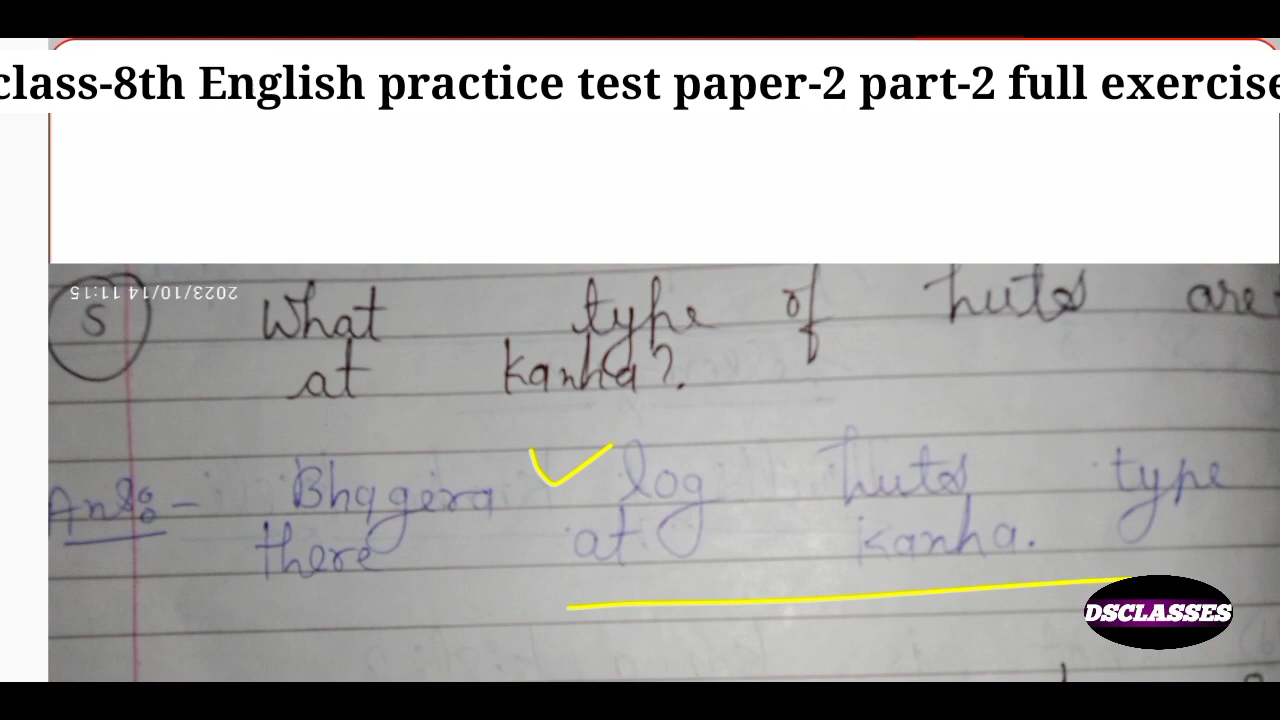 class-8th English practice test paper-2 part-2 full exercise
2023/10/14 11:15
5 What type of huts are
at Kanha?
Ans:- Bhagera log huts type
there at Kanha.
DSCLASSES